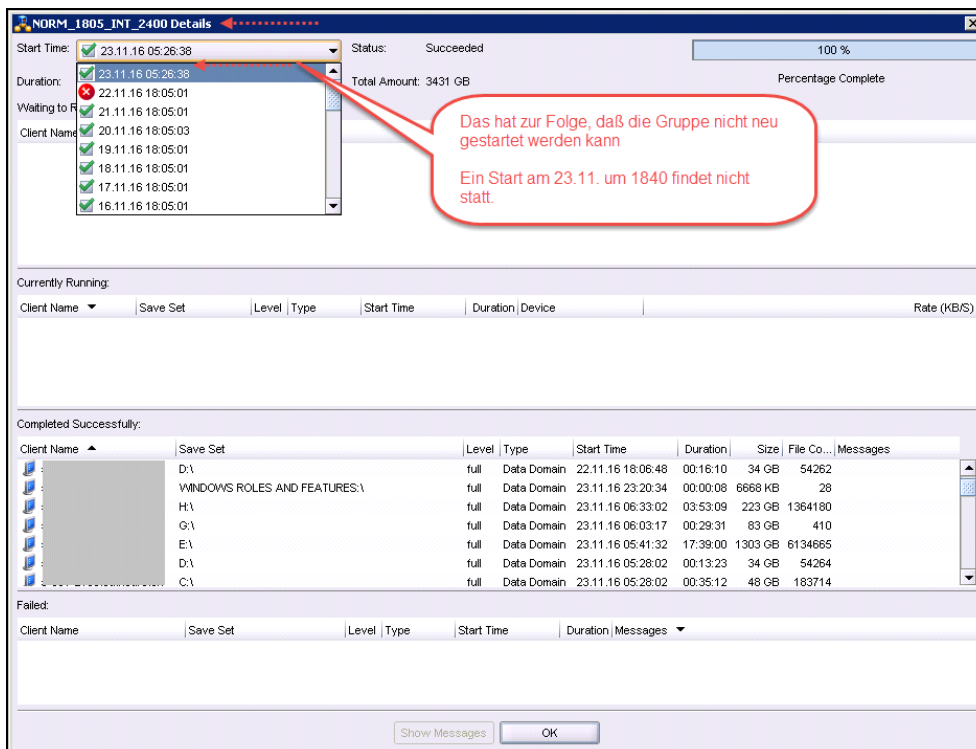 NORM_1805_INT_2400 Details
Start Time: 23.11.16 05:26:38 Status: Succeeded 100 %
Duration: Total Amount: 3431 GB Percentage Complete
23.11.16 05:26:38
22.11.16 18:05:01
21.11.16 18:05:01
20.11.16 18:05:03
19.11.16 18:05:01
18.11.16 18:05:01
17.11.16 18:05:01
16.11.16 18:05:01
Waiting to R
Client Name
Das hat zur Folge, daß die Gruppe nicht neu
gestartet werden kann
Ein Start am 23.11. um 1840 findet nicht
statt.
Currently Running:
Client Name Save Set Level Type Start Time Duration Device Rate (KB/S)
Completed Successfully:
Client Name Save Set Level Type Start Time Duration Size File Co... Messages
D:\ full Data Domain 22.11.16 18:06:48 00:16:10 34 GB 54262
WINDOWS ROLES AND FEATURES:\ full Data Domain 23.11.16 23:20:34 00:00:08 6668 KB 28
H:\ full Data Domain 23.11.16 06:33:02 03:53:09 223 GB 1364180
G:\ full Data Domain 23.11.16 06:03:17 00:29:31 83 GB 410
E:\ full Data Domain 23.11.16 05:41:32 17:39:00 1303 GB 6134665
D:\ full Data Domain 23.11.16 05:28:02 00:13:23 34 GB 54264
C:\ full Data Domain 23.11.16 05:28:02 00:35:12 48 GB 183714
Failed:
Client Name Save Set Level Type Start Time Duration Messages
Show Messages OK